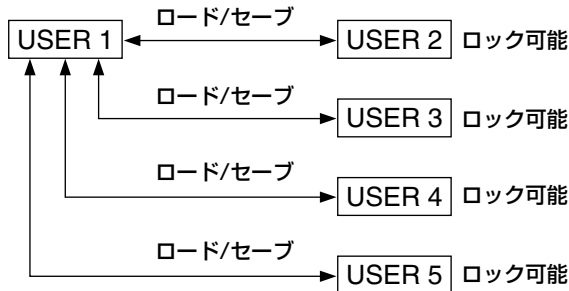 ロード/セーブ
USER 1 USER 2 ロック可能
ロード/セーブ
USER 3 ロック可能
ロード/セーブ
USER 4 ロック可能
ロード/セーブ
USER 5 ロック可能